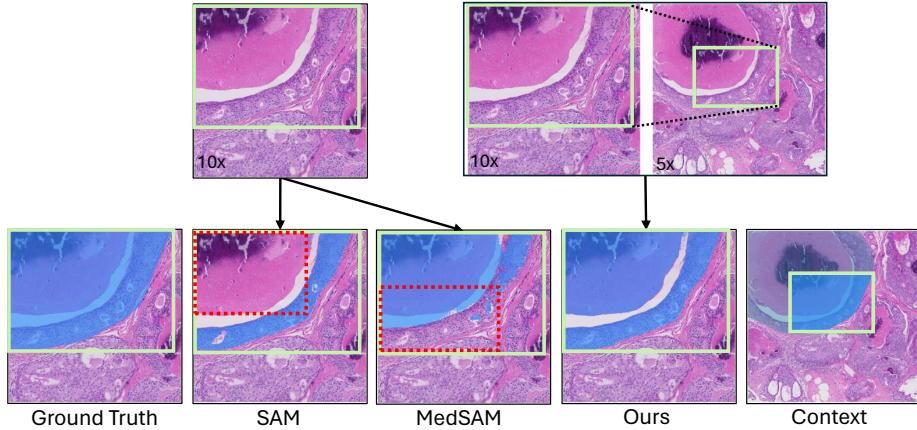 10x
10x
5x
Ground Truth
SAM
MedSAM
Ours
Context